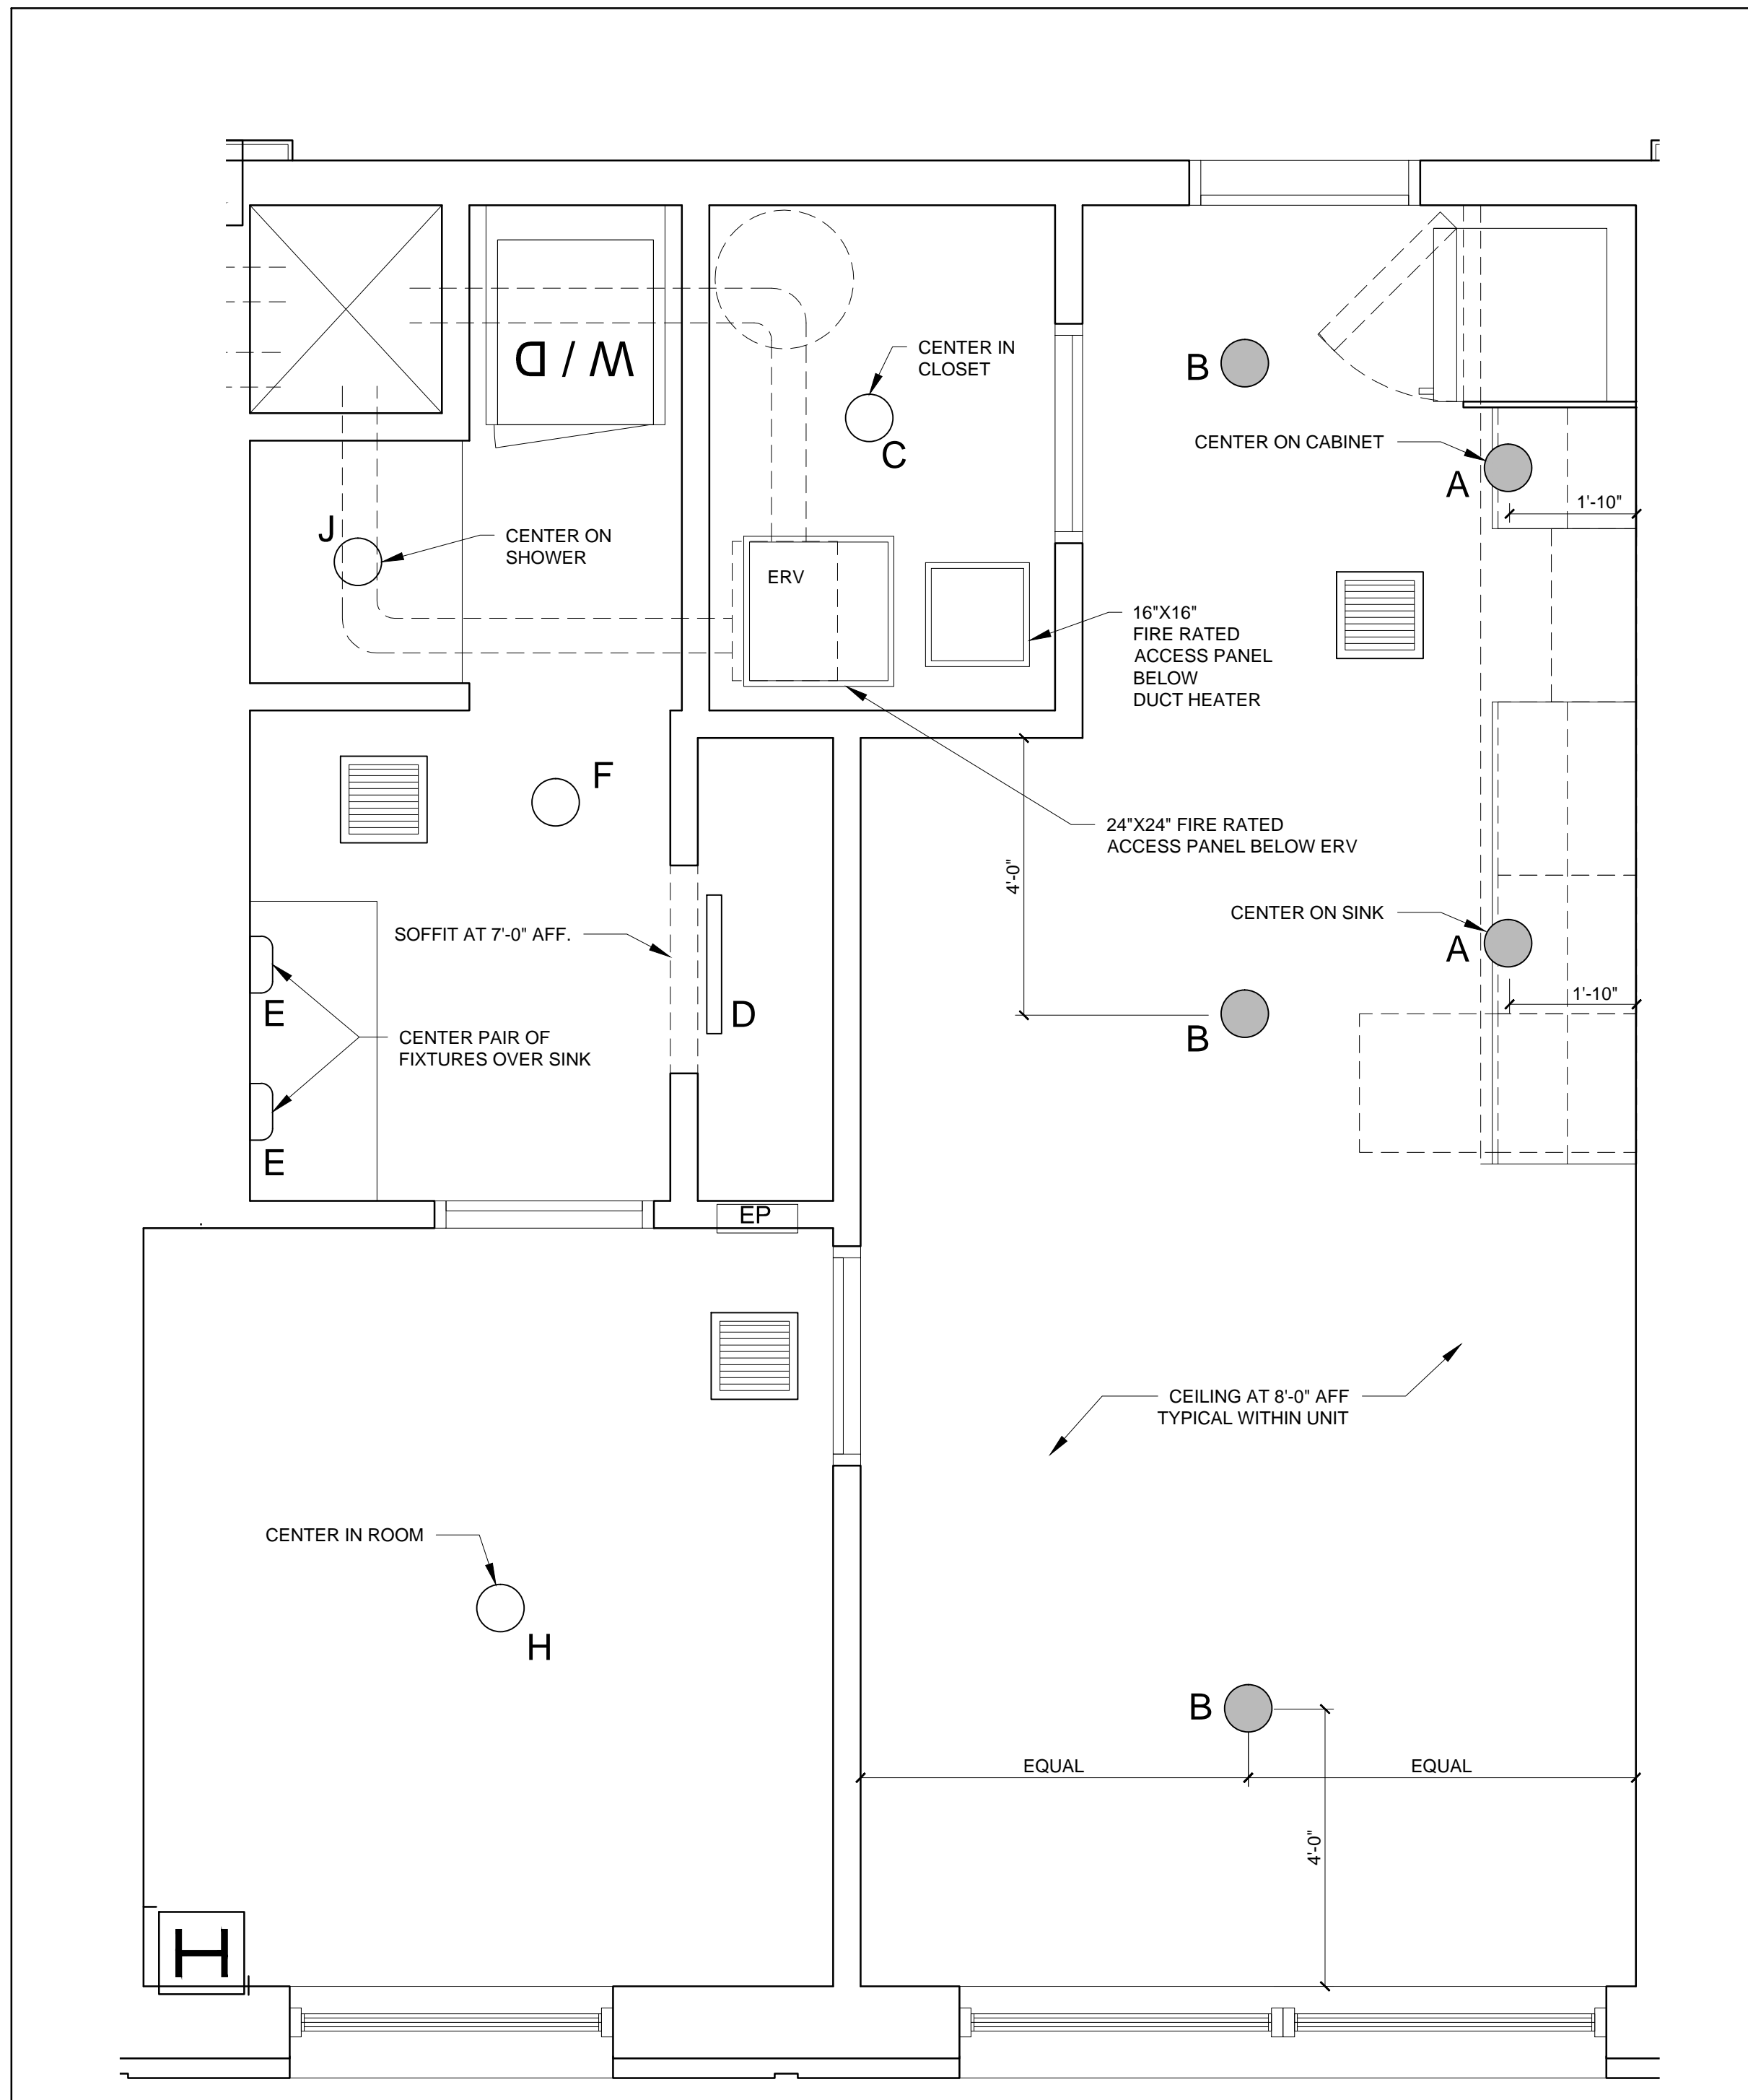 W / D
CENTER IN
CLOSET
C
B
CENTER ON CABINET
A
1'-10"
J
CENTER ON
SHOWER
ERV
16"X16"
FIRE RATED
ACCESS PANEL
BELOW
DUCT HEATER
F
24"X24" FIRE RATED
ACCESS PANEL BELOW ERV
4'-0"
SOFFIT AT 7'-0" AFF.
CENTER ON SINK
A
1'-10"
E
D
B
CENTER PAIR OF
FIXTURES OVER SINK
E
EP
CEILING AT 8'-0" AFF
TYPICAL WITHIN UNIT
CENTER IN ROOM
H
B
EQUAL
EQUAL
4'-0"
H